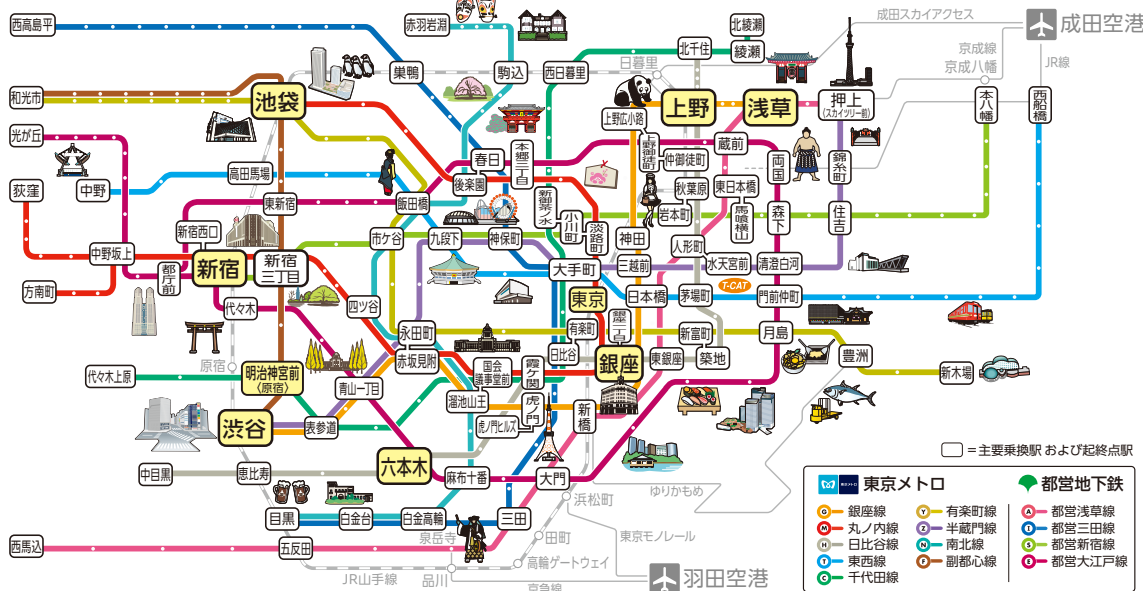 西高島平
赤羽岩淵
北綾瀬
成田スカイアクセス
成田空港
京成線
京成八幡
JR線
北千住
綾瀬
日暮里
巣鴨
駒込
西日暮里
和光市
池袋
上野
浅草
押上
(スカイツリー前)
本八幡
西船橋
上野広小路
光が丘
春日
本郷三丁目
上野御徒町
仲御徒町
蔵前
両国
錦糸町
荻窪
中野
高田馬場
後楽園
新御茶ノ水
秋葉原
東日本橋
東新宿
飯田橋
小川町
淡路町
岩本町
馬喰横山
森下
住吉
新宿西口
市ケ谷
九段下
神保町
神田
人形町
中野坂上
都庁前
新宿
新宿三丁目
大手町
三越前
水天宮前
清澄白河
T-CAT
方南町
代々木
四ツ谷
東京
日本橋
茅場町
門前仲町
永田町
有楽町
銀座一丁目
新富町
月島
原宿
赤坂見附
日比谷
銀座
東銀座
築地
豊洲
代々木上原
明治神宮前
〈原宿〉
青山一丁目
国会議事堂前
霞ケ関
新木場
溜池山王
虎ノ門
新橋
渋谷
表参道
虎ノ門ヒルズ
中目黒
恵比寿
六本木
麻布十番
大門
浜松町
ゆりかもめ
目黒
白金台
白金高輪
三田
泉岳寺
田町
東京モノレール
西馬込
五反田
高輪ゲートウェイ
JR山手線
品川
京急線
羽田空港
=主要乗換駅 および起終点駅
東京メトロ
都営地下鉄
G 銀座線
M 丸ノ内線
H 日比谷線
T 東西線
C 千代田線
Y 有楽町線
Z 半蔵門線
N 南北線
F 副都心線
A 都営浅草線
I 都営三田線
S 都営新宿線
E 都営大江戸線